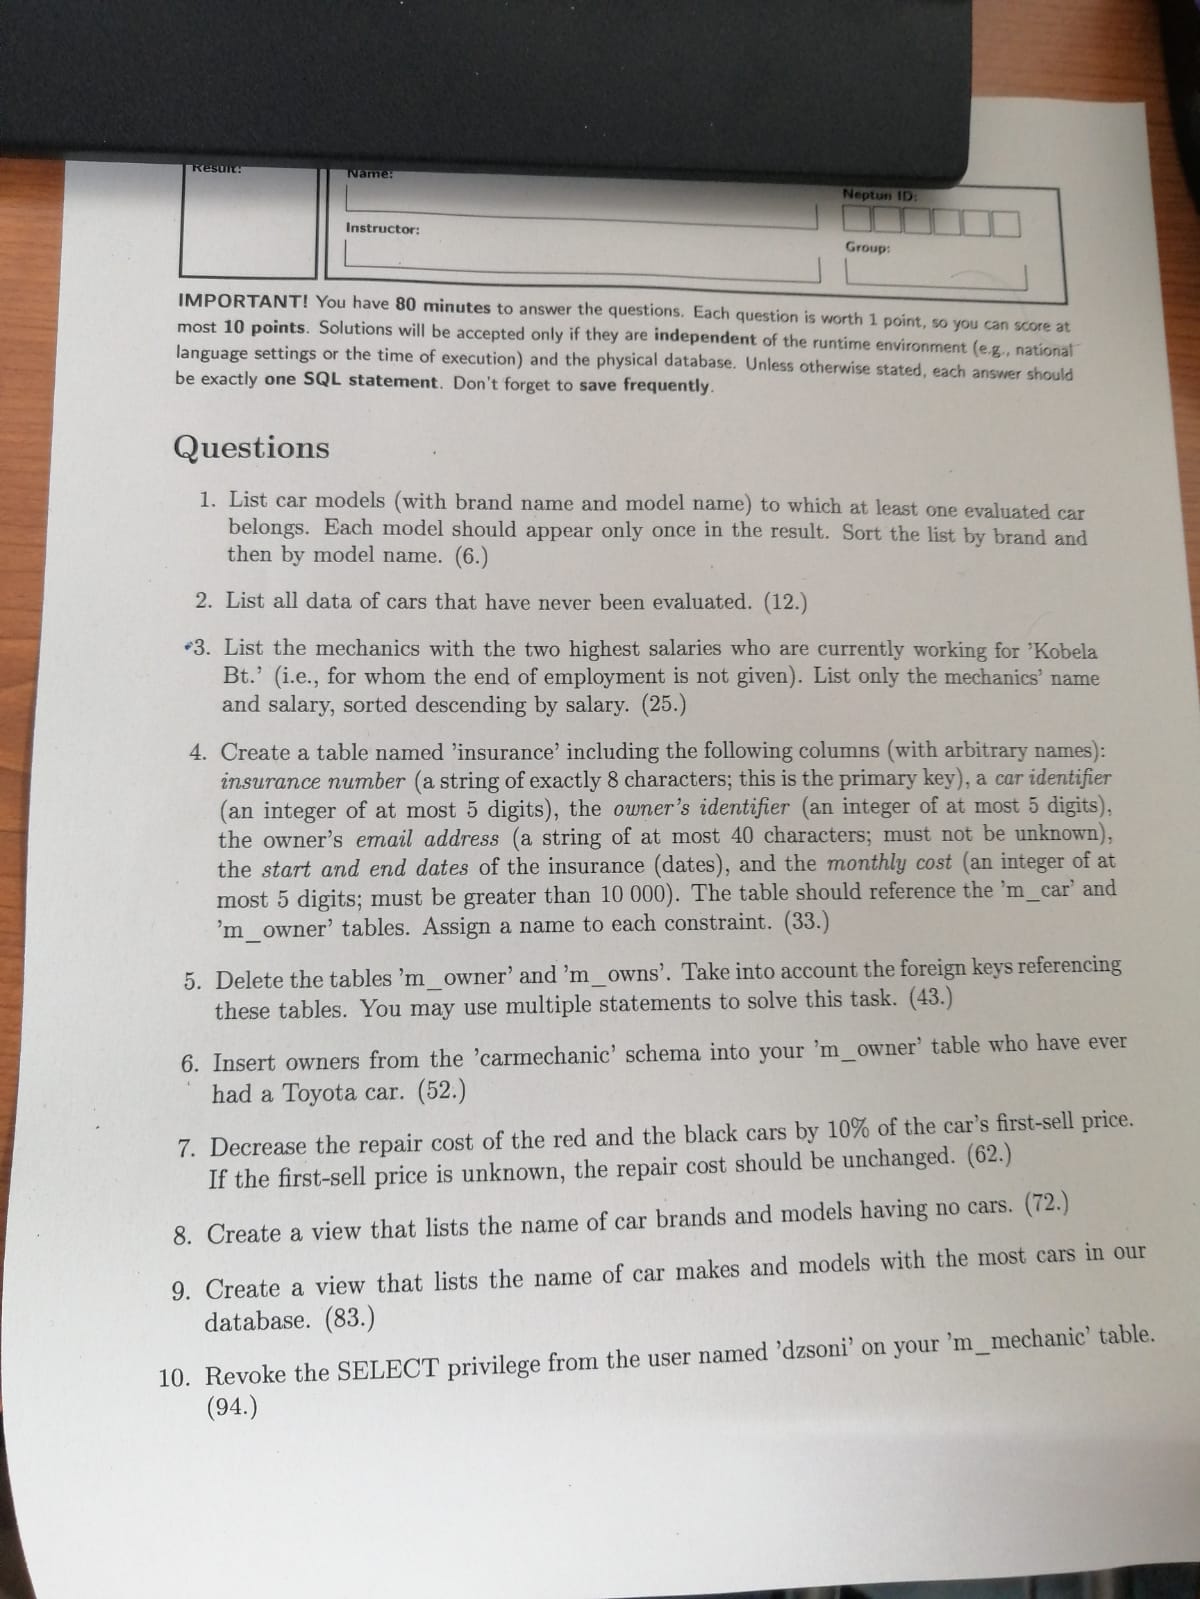 Result:
Name:
Neptun ID:
Instructor:
Group:
IMPORTANT! You have 80 minutes to answer the questions. Each question is worth 1 point, so you can score at
most 10 points. Solutions will be accepted only if they are independent of the runtime environment (e.g., national
language settings or the time of execution) and the physical database. Unless otherwise stated, each answer should
be exactly one SQL statement. Don't forget to save frequently.
Questions
1. List car models (with brand name and model name) to which at least one evaluated car
belongs. Each model should appear only once in the result. Sort the list by brand and
then by model name. (6.)
2. List all data of cars that have never been evaluated. (12.)
3. List the mechanics with the two highest salaries who are currently working for 'Kobela
Bt.' (i.e., for whom the end of employment is not given). List only the mechanics' name
and salary, sorted descending by salary. (25.)
4. Create a table named 'insurance' including the following columns (with arbitrary names):
insurance number (a string of exactly 8 characters; this is the primary key), a car identifier
(an integer of at most 5 digits), the owner's identifier (an integer of at most 5 digits),
the owner's email address (a string of at most 40 characters; must not be unknown),
the start and end dates of the insurance (dates), and the monthly cost (an integer of at
most 5 digits; must be greater than 10 000). The table should reference the 'm_car' and
'm_owner' tables. Assign a name to each constraint. (33.)
5. Delete the tables 'm_owner' and 'm_owns'. Take into account the foreign keys referencing
these tables. You may use multiple statements to solve this task. (43.)
6. Insert owners from the 'carmechanic' schema into your 'm_owner' table who have ever
had a Toyota car. (52.)
7. Decrease the repair cost of the red and the black cars by 10% of the car's first-sell price.
If the first-sell price is unknown, the repair cost should be unchanged. (62.)
8. Create a view that lists the name of car brands and models having no cars. (72.)
9. Create a view that lists the name of car makes and models with the most cars in our
database. (83.)
10. Revoke the SELECT privilege from the user named 'dzsoni' on your 'm_mechanic' table.
(94.)